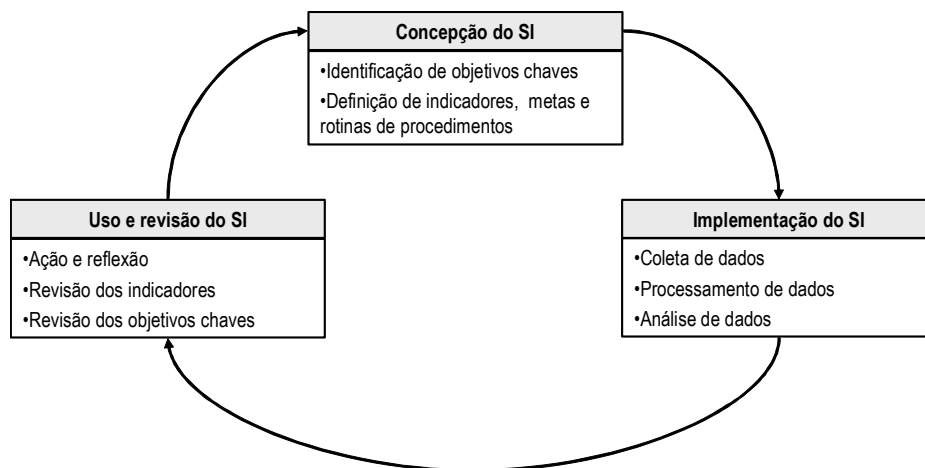 Concepção do SI
•Identificação de objetivos chaves
•Definição de indicadores, metas e
rotinas de procedimentos
Uso e revisão do SI
•Ação e reflexão
•Revisão dos indicadores
•Revisão dos objetivos chaves
Implementação do SI
•Coleta de dados
•Processamento de dados
•Análise de dados